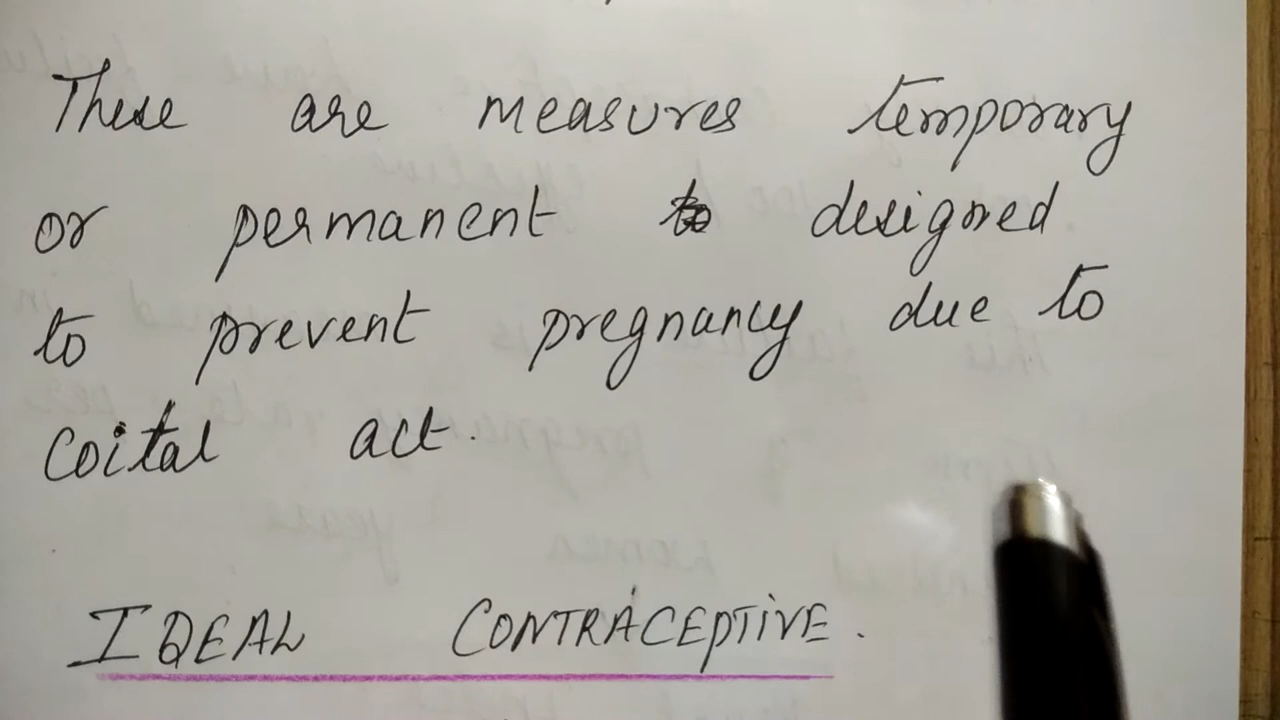 These are measures temporary
or permanent designed
to prevent pregnancy due to
Coital act.
IDEAL CONTRACEPTIVE.